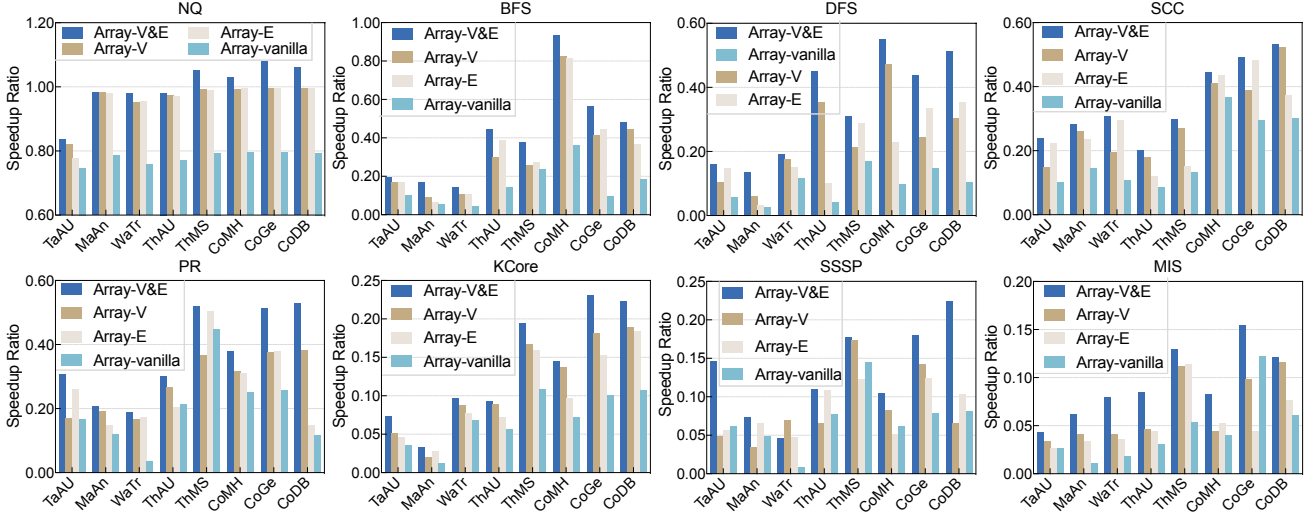 NQ
Speedup Ratio
1.20
1.00
0.80
0.60
Array-V&E
Array-E
Array-V
Array-vanilla
TaAU MaAn WaTr ThAU ThMS CoMH CoGe CoDB
BFS
Speedup Ratio
1.00
0.80
0.60
0.40
0.20
0.00
Array-V&E
Array-V
Array-E
Array-vanilla
TaAU MaAn WaTr ThAU ThMS CoMH CoGe CoDB
DFS
Speedup Ratio
0.60
0.40
0.20
0.00
Array-V&E
Array-vanilla
Array-V
Array-E
TaAU MaAn WaTr ThAU ThMS CoMH CoGe CoDB
SCC
Speedup Ratio
0.60
0.40
0.20
0.00
Array-V&E
Array-V
Array-E
Array-vanilla
TaAU MaAn WaTr ThAU ThMS CoMH CoGe CoDB
PR
Speedup Ratio
0.60
0.40
0.20
0.00
Array-V&E
Array-V
Array-E
Array-vanilla
TaAU MaAn WaTr ThAU ThMS CoMH CoGe CoDB
KCore
Speedup Ratio
0.25
0.20
0.15
0.10
0.05
0.00
Array-V&E
Array-V
Array-E
Array-vanilla
TaAU MaAn WaTr ThAU ThMS CoMH CoGe CoDB
SSSP
Speedup Ratio
0.25
0.20
0.15
0.10
0.05
0.00
Array-V&E
Array-V
Array-E
Array-vanilla
TaAU MaAn WaTr ThAU ThMS CoMH CoGe CoDB
MIS
Speedup Ratio
0.20
0.15
0.10
0.05
0.00
Array-V&E
Array-V
Array-E
Array-vanilla
TaAU MaAn WaTr ThAU ThMS CoMH CoGe CoDB